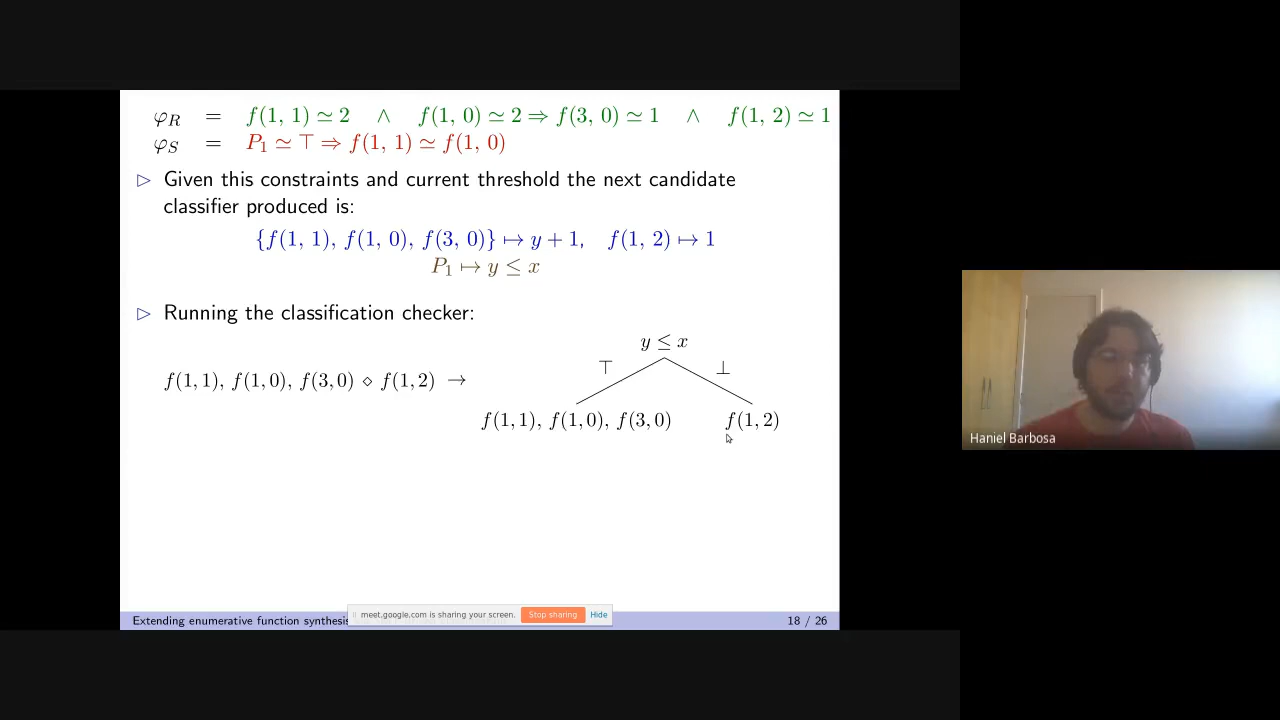 φR = f(1, 1) ≃ 2 ∧ f(1, 0) ≃ 2 ⇒ f(3, 0) ≃ 1 ∧ f(1, 2) ≃ 1
φS = P1 ≃ ⊤ ⇒ f(1, 1) ≃ f(1, 0)
▷ Given this constraints and current threshold the next candidate
classifier produced is:
{f(1, 1), f(1, 0), f(3, 0)} ↦ y + 1, f(1, 2) ↦ 1
P1 ↦ y ≤ x
▷ Running the classification checker:
y ≤ x
⊤ ⊥
f(1, 1), f(1, 0), f(3, 0) ⋄ f(1, 2) →
f(1, 1), f(1, 0), f(3, 0) f(1, 2)
Haniel Barbosa
meet.google.com is sharing your screen. Stop sharing Hide
Extending enumerative function synthesis 18 / 26